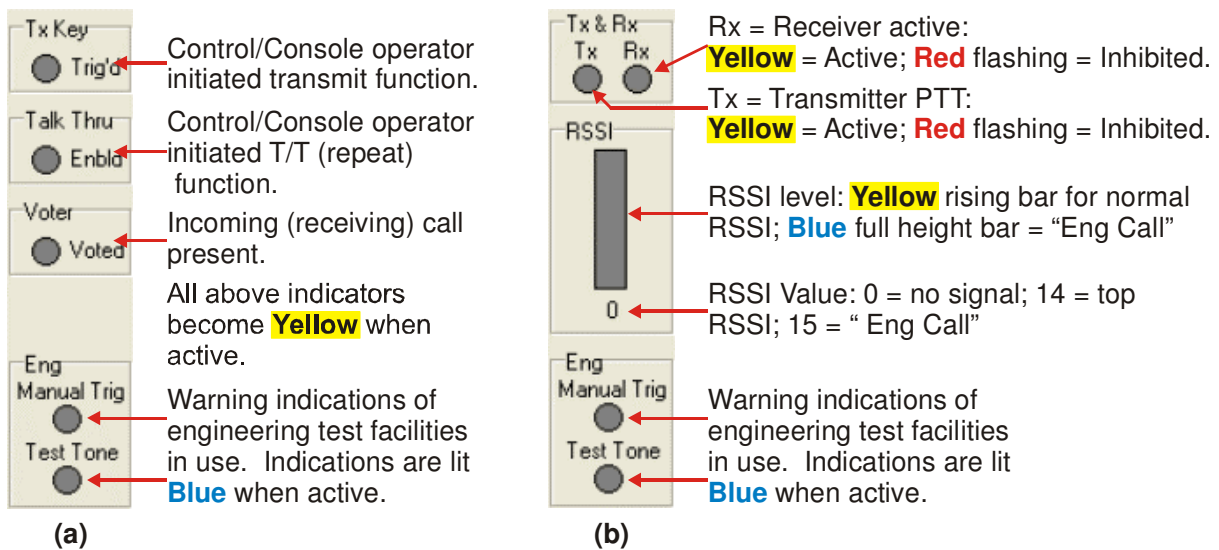 Tx Key
Trig'd
Control/Console operator
initiated transmit function.
Talk Thru
Enbld
Control/Console operator
initiated T/T (repeat)
function.
Voter
Voted
Incoming (receiving) call
present.
All above indicators
become Yellow when
active.
Eng
Manual Trig
Test Tone
Warning indications of
engineering test facilities
in use. Indications are lit
Blue when active.
(a)
Tx & Rx
Tx Rx
Rx = Receiver active:
Yellow = Active; Red flashing = Inhibited.
Tx = Transmitter PTT:
Yellow = Active; Red flashing = Inhibited.
RSSI
RSSI level: Yellow rising bar for normal
RSSI; Blue full height bar = “Eng Call”
0
RSSI Value: 0 = no signal; 14 = top
RSSI; 15 = “ Eng Call”
Eng
Manual Trig
Test Tone
Warning indications of
engineering test facilities
in use. Indications are lit
Blue when active.
(b)